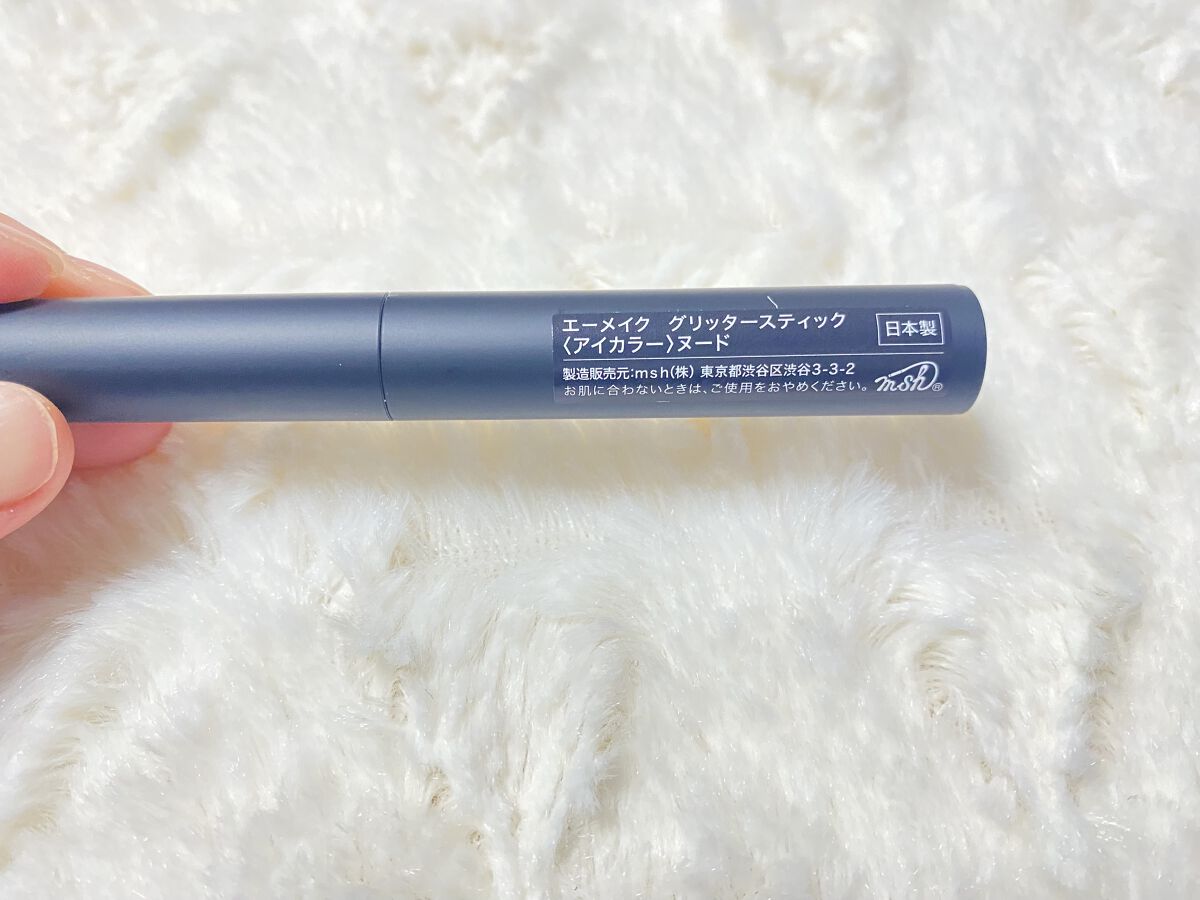 エーメイク　グリッタースティック
〈アイカラー〉ヌード
日本製
製造販売元:msh(株) 東京都渋谷区渋谷3-3-2
お肌に合わないときは、ご使用をおやめください。
msh®